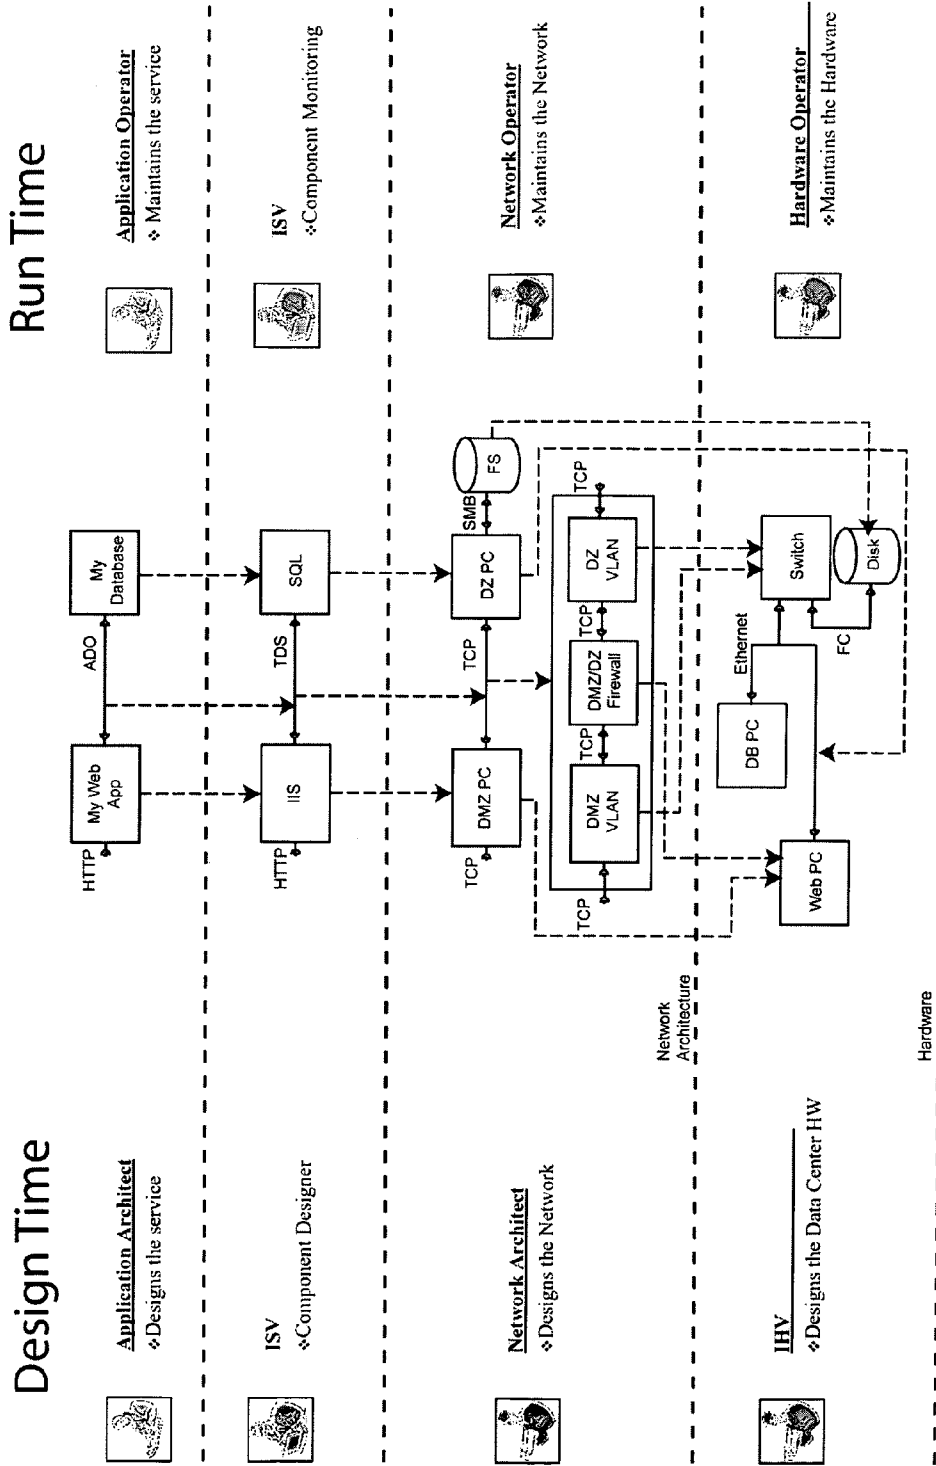 Design Time
Run Time
Application Architect
❖Designs the service
HTTP
My Web
App
ADO
My
Database
Application Operator
❖ Maintains the service
ISV
❖Component Designer
HTTP
IIS
TDS
SQL
ISV
❖Component Monitoring
Network Architect
❖Designs the Network
TCP
DMZ PC
TCP
DZ PC
SMB
FS
TCP
DMZ
VLAN
TCP
DMZ/DZ
Firewall
TCP
DZ
VLAN
TCP
Network Operator
❖Maintains the Network
Network
Architecture
IHV
❖Designs the Data Center HW
Web PC
DB PC
Ethernet
Switch
FC
Disk
Hardware Operator
❖Maintains the Hardware
Hardware